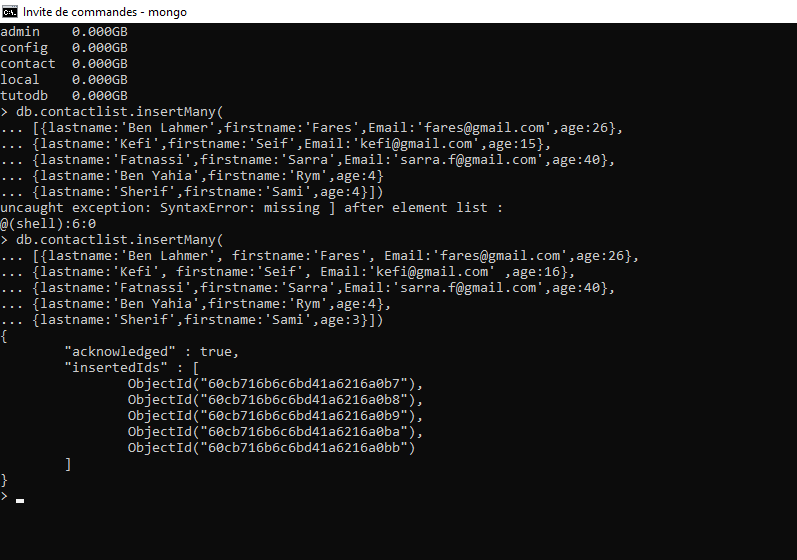 Invite de commandes - mongo
admin    0.000GB
config   0.000GB
contact  0.000GB
local    0.000GB
tutodb   0.000GB
> db.contactlist.insertMany(
... [{lastname:'Ben Lahmer',firstname:'Fares',Email:'fares@gmail.com',age:26},
... {lastname:'Kefi',firstname:'Seif',Email:'kefi@gmail.com',age:15},
... {lastname:'Fatnassi',firstname:'Sarra',Email:'sarra.f@gmail.com',age:40},
... {lastname:'Ben Yahia',firstname:'Rym',age:4}
... {lastname:'Sherif',firstname:'Sami',age:4}])
uncaught exception: SyntaxError: missing ] after element list :
@(shell):6:0
> db.contactlist.insertMany(
... [{lastname:'Ben Lahmer', firstname:'Fares', Email:'fares@gmail.com',age:26},
... {lastname:'Kefi', firstname:'Seif', Email:'kefi@gmail.com' ,age:16},
... {lastname:'Fatnassi',firstname:'Sarra',Email:'sarra.f@gmail.com',age:40},
... {lastname:'Ben Yahia',firstname:'Rym',age:4},
... {lastname:'Sherif',firstname:'Sami',age:3}])
{
        "acknowledged" : true,
        "insertedIds" : [
                ObjectId("60cb716b6c6bd41a6216a0b7"),
                ObjectId("60cb716b6c6bd41a6216a0b8"),
                ObjectId("60cb716b6c6bd41a6216a0b9"),
                ObjectId("60cb716b6c6bd41a6216a0ba"),
                ObjectId("60cb716b6c6bd41a6216a0bb")
        ]
}
>